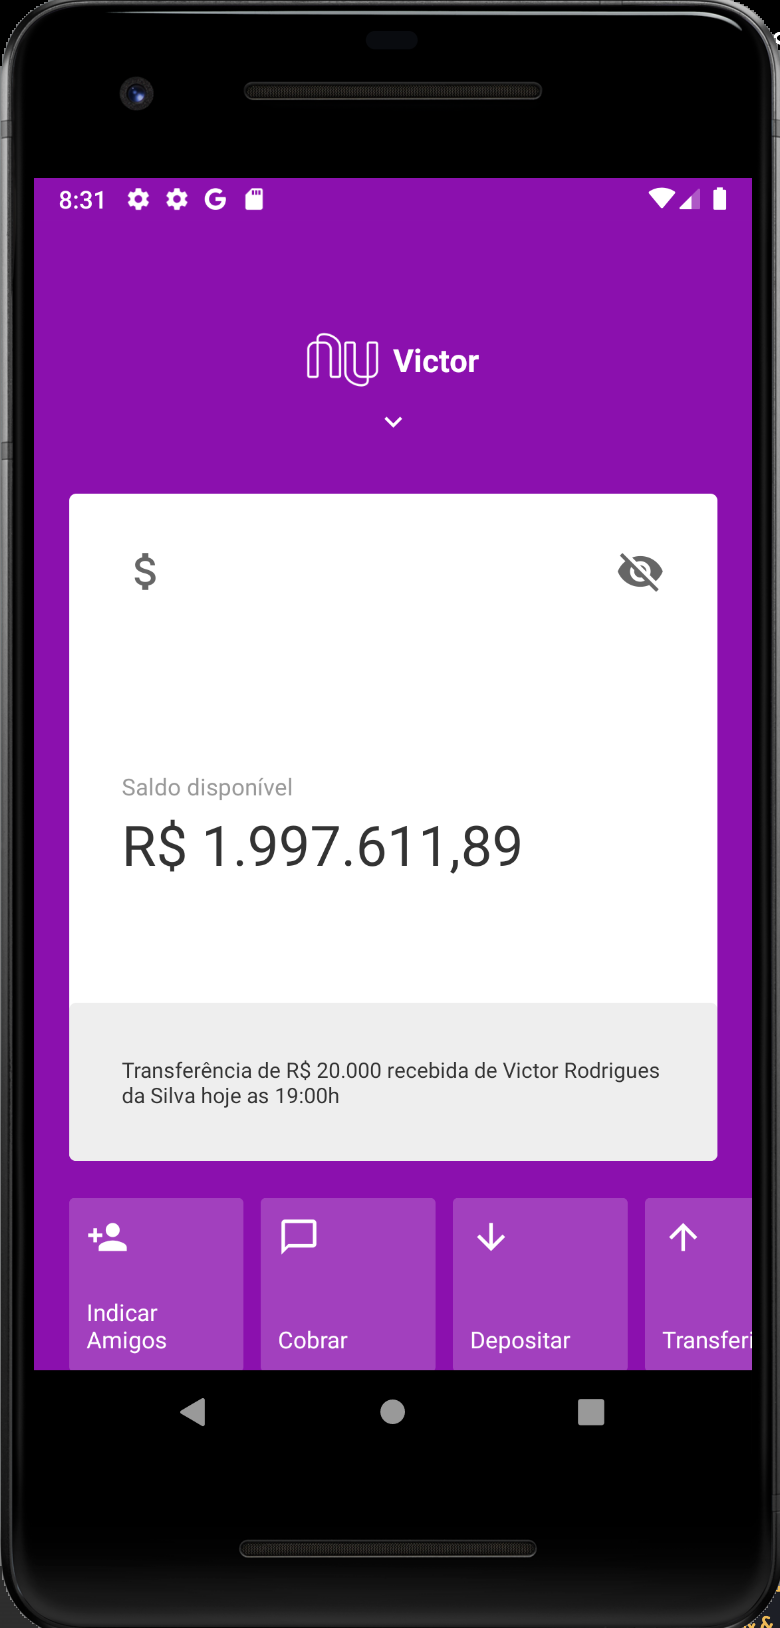 8:31
nu Victor
$
Saldo disponível
R$ 1.997.611,89
Transferência de R$ 20.000 recebida de Victor Rodrigues
da Silva hoje as 19:00h
Indicar
Amigos
Cobrar
Depositar
Transferi